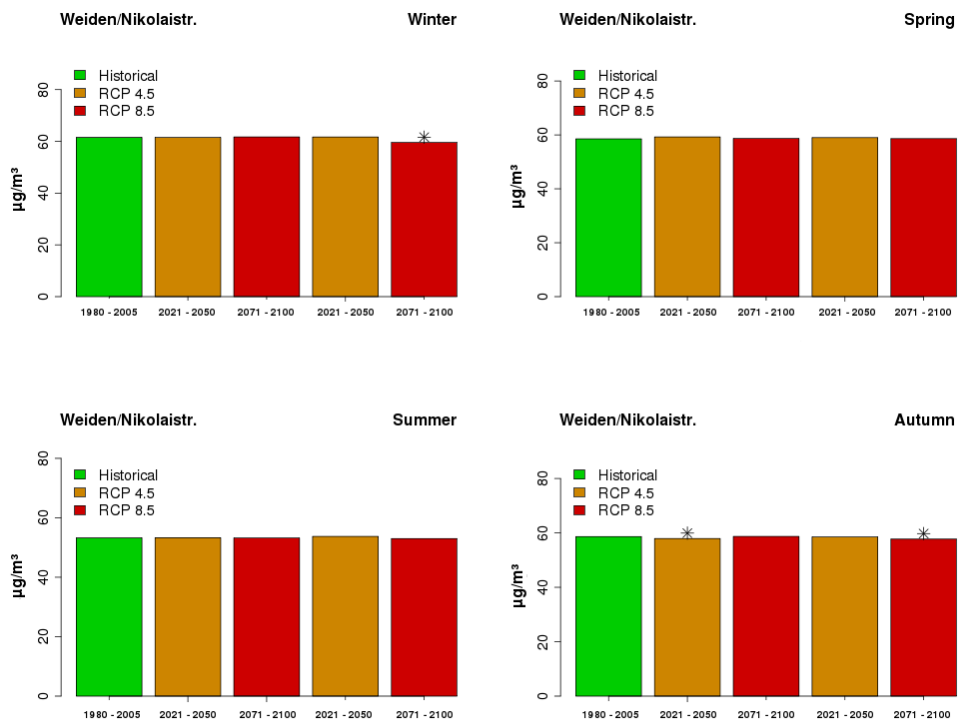 Weiden/Nikolaistr. Winter
Historical
RCP 4.5
RCP 8.5
µg/m³
80
60
40
20
0
1980 - 2005 2021 - 2050 2071 - 2100 2021 - 2050 2071 - 2100
Weiden/Nikolaistr. Spring
Historical
RCP 4.5
RCP 8.5
µg/m³
80
60
40
20
0
1980 - 2005 2021 - 2050 2071 - 2100 2021 - 2050 2071 - 2100
Weiden/Nikolaistr. Summer
Historical
RCP 4.5
RCP 8.5
µg/m³
80
60
40
20
0
1980 - 2005 2021 - 2050 2071 - 2100 2021 - 2050 2071 - 2100
Weiden/Nikolaistr. Autumn
Historical
RCP 4.5
RCP 8.5
µg/m³
80
60
40
20
0
1980 - 2005 2021 - 2050 2071 - 2100 2021 - 2050 2071 - 2100